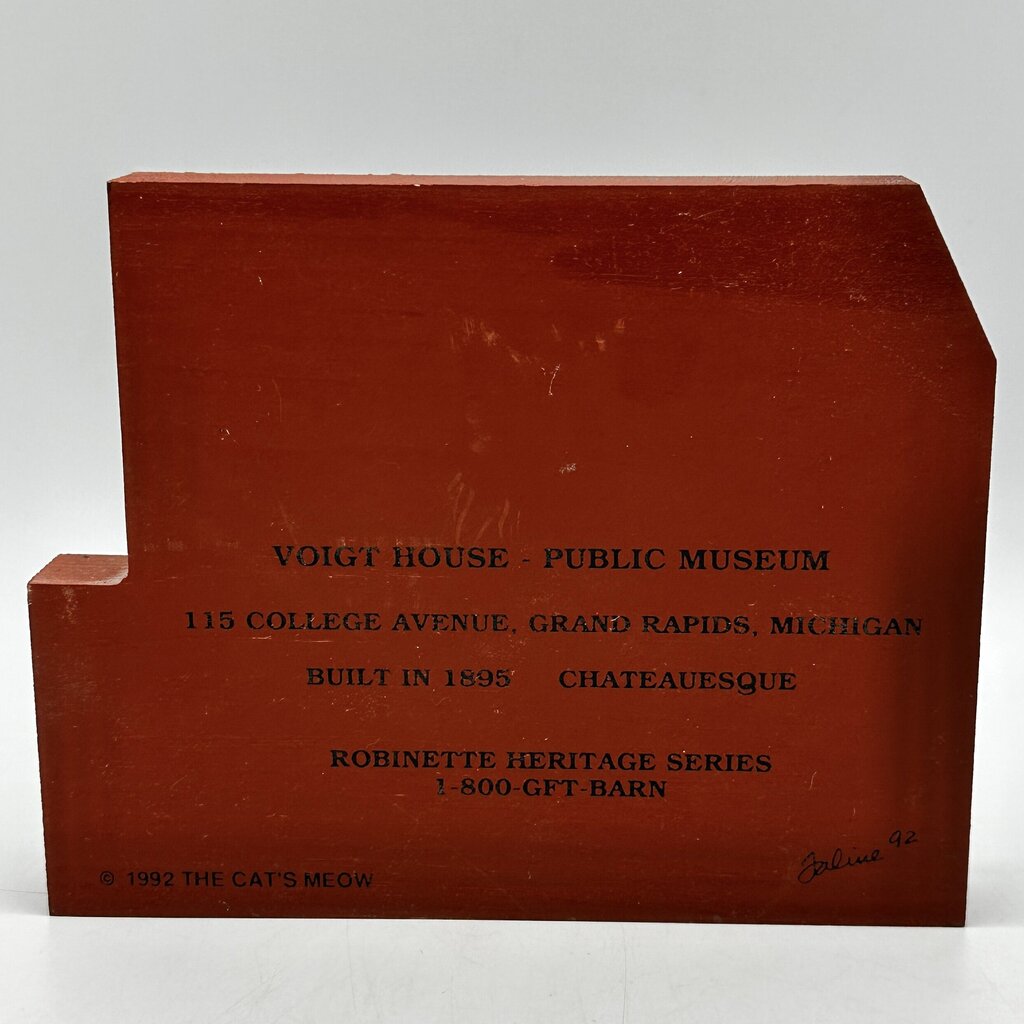 VOIGT HOUSE - PUBLIC MUSEUM
115 COLLEGE AVENUE, GRAND RAPIDS, MICHIGAN
BUILT IN 1895 CHATEAUESQUE
ROBINETTE HERITAGE SERIES
1-800-GFT-BARN
Faline 92
© 1992 THE CAT'S MEOW